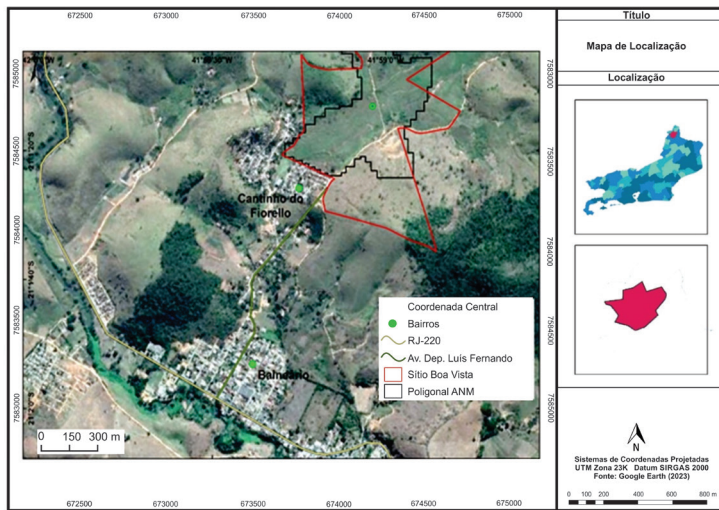 672500 673000 673500 674000 674500 675000
Título
Mapa de Localização
Localização
41°59'0"W
7585000
7584500
7584000
7583500
7583000
7583000
7583500
7584000
7584500
7585000
Cantinho do
Fiorello
Balneário
Coordenada Central
Bairros
RJ-220
Av. Dep. Luis Fernando
Sítio Boa Vista
Poligonal ANM
0 150 300 m
N
Sistemas de Coordenadas Projetadas
UTM Zona 23K Datum SIRGAS 2000
Fonte: Google Earth (2023)
0 100 200 400 600 800 m
672500 673000 673500 674000 674500 675000